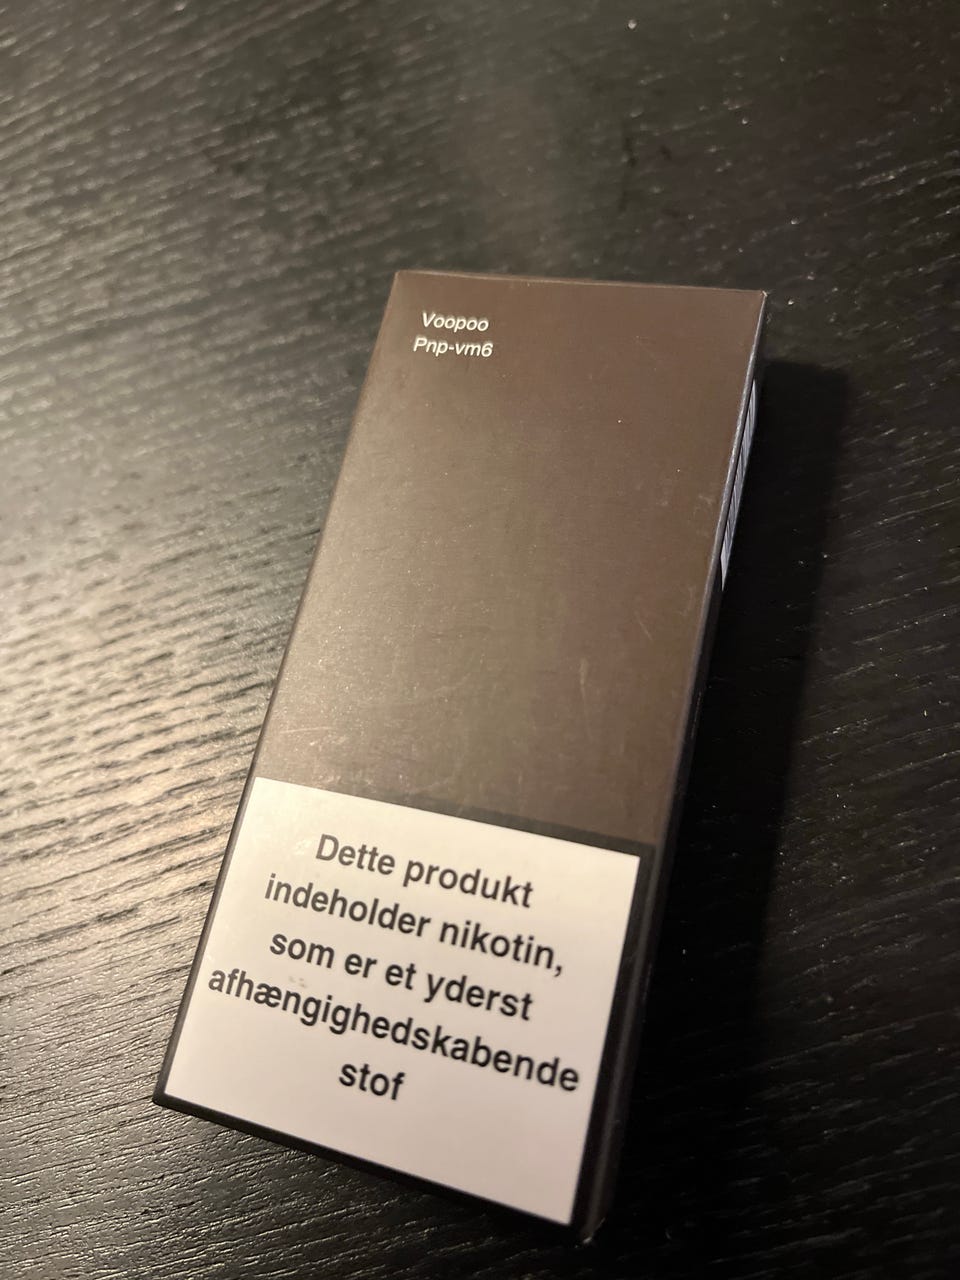 Voopoo
Pnp-vm6
Dette produkt
indeholder nikotin,
som er et yderst
afhængighedskabende
stof